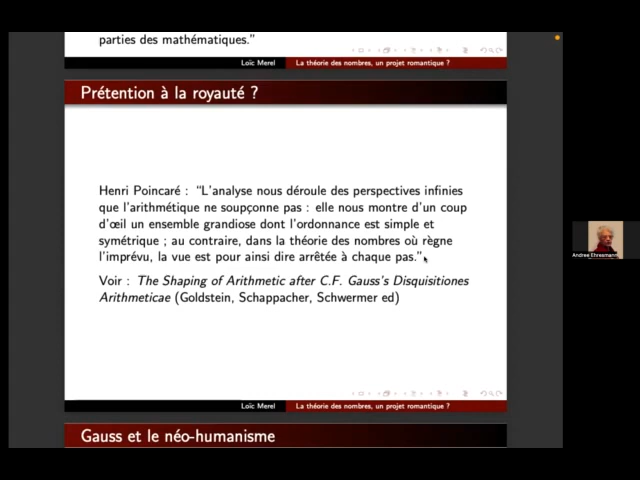 parties des mathématiques."
Loïc Merel La théorie des nombres, un projet romantique ?
Prétention à la royauté ?
Henri Poincaré : “L'analyse nous déroule des perspectives infinies
que l'arithmétique ne soupçonne pas : elle nous montre d'un coup
d'œil un ensemble grandiose dont l'ordonnance est simple et
symétrique ; au contraire, dans la théorie des nombres où règne
l'imprévu, la vue est pour ainsi dire arrêtée à chaque pas.”
Voir : The Shaping of Arithmetic after C.F. Gauss's Disquisitiones
Arithmeticae (Goldstein, Schappacher, Schwermer ed)
Loïc Merel La théorie des nombres, un projet romantique ?
Gauss et le néo-humanisme
Andree Ehresmann